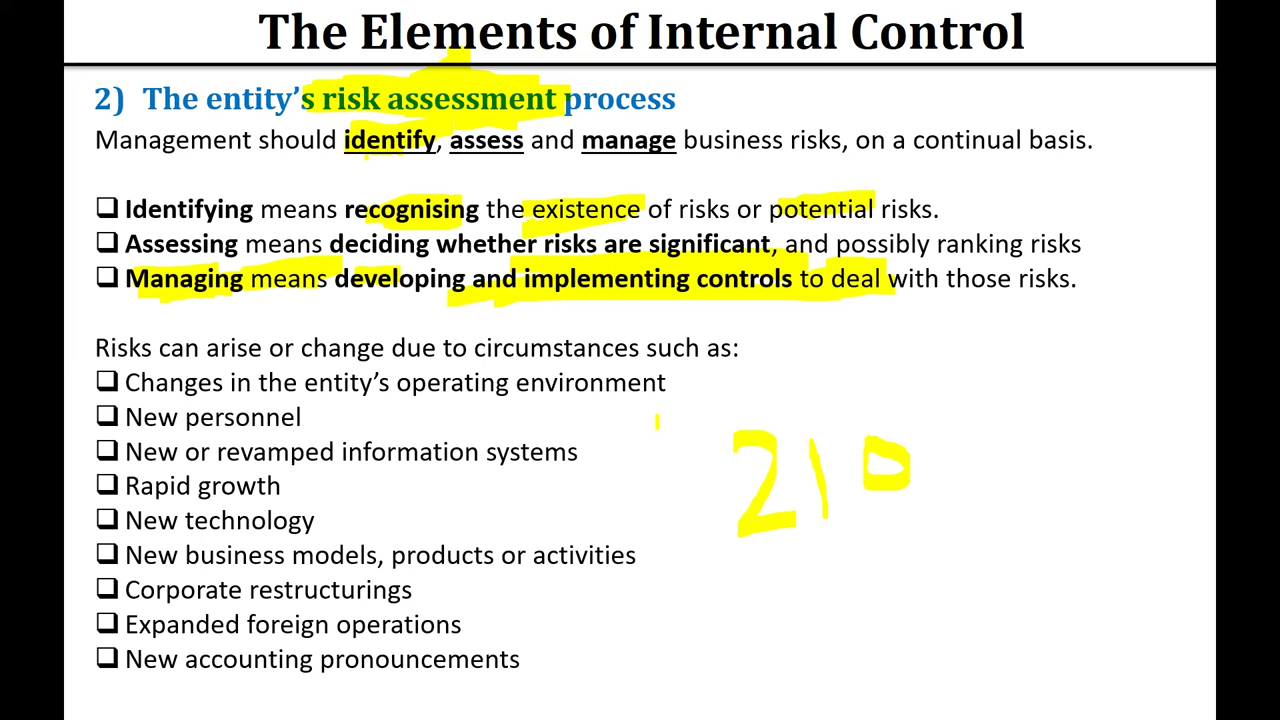 The Elements of Internal Control
2) The entity's risk assessment process
Management should identify, assess and manage business risks, on a continual basis.
❑ Identifying means recognising the existence of risks or potential risks.
❑ Assessing means deciding whether risks are significant, and possibly ranking risks
❑ Managing means developing and implementing controls to deal with those risks.
Risks can arise or change due to circumstances such as:
❑ Changes in the entity's operating environment
❑ New personnel
❑ New or revamped information systems
210
❑ Rapid growth
❑ New technology
❑ New business models, products or activities
❑ Corporate restructurings
❑ Expanded foreign operations
❑ New accounting pronouncements